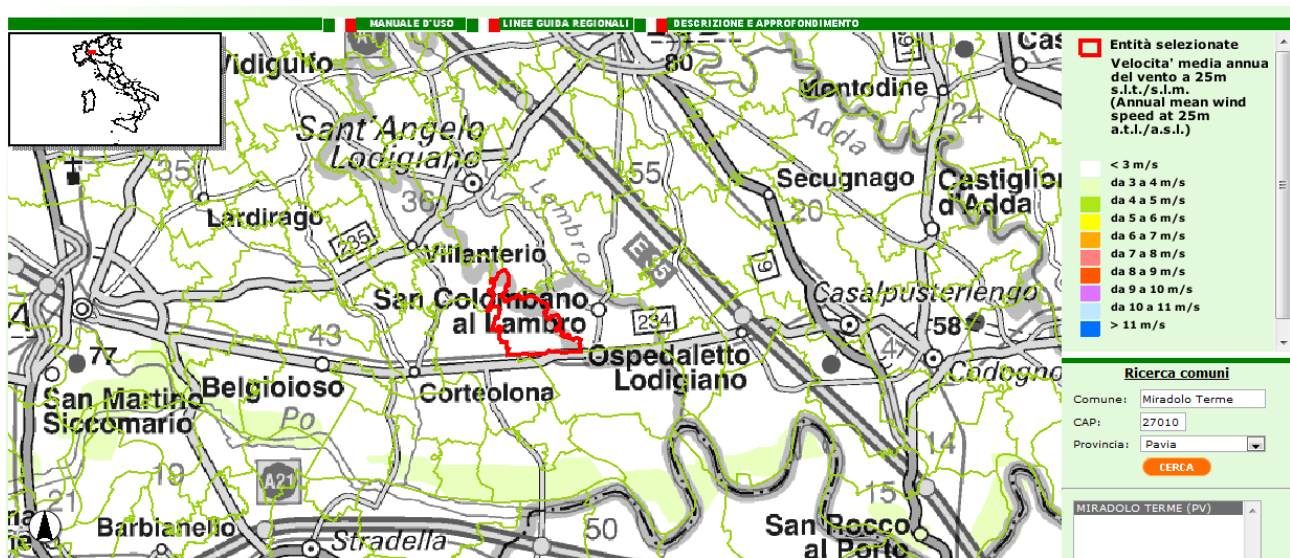 MANUALE D'USO
LINEE GUIDA REGIONALI
DESCRIZIONE E APPROFONDIMENTO
Vidigulfo
80
Cas
91
Montodine
24
Adda
Sant'Angelo
Lodigiano
35
55
Secugnago
Castiglion
d'Adda
20
36
Lardirago
235
Lambro
Villanterio
E35
9
San Colombano
al Lambro
Casalpusterlengo
234
58
43
77
Ospedaletto
Lodigiano
47
Codogno
San Martino
Siccomario
Belgioioso
Corteolona
Po
14
A21
19
15
21
Barbianello
Stradella
50
San Rocco
al Porto
Entità selezionate
Velocita' media annua
del vento a 25m
s.l.t./s.l.m.
(Annual mean wind
speed at 25m
a.t.l./a.s.l.)
< 3 m/s
da 3 a 4 m/s
da 4 a 5 m/s
da 5 a 6 m/s
da 6 a 7 m/s
da 7 a 8 m/s
da 8 a 9 m/s
da 9 a 10 m/s
da 10 a 11 m/s
> 11 m/s
Ricerca comuni
Comune: Miradolo Terme
CAP: 27010
Provincia: Pavia
CERCA
MIRADOLO TERME (PV)